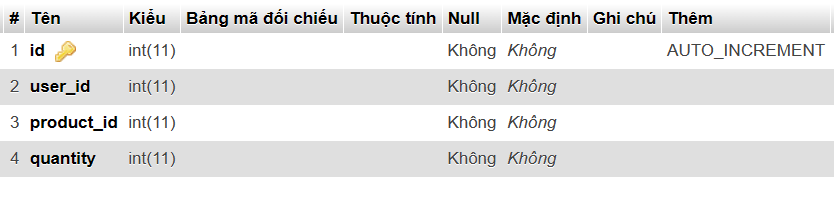 # Tên Kiểu Bảng mã đối chiếu Thuộc tính Null Mặc định Ghi chú Thêm
1 id int(11) Không Không AUTO_INCREMENT
2 user_id int(11) Không Không
3 product_id int(11) Không Không
4 quantity int(11) Không Không